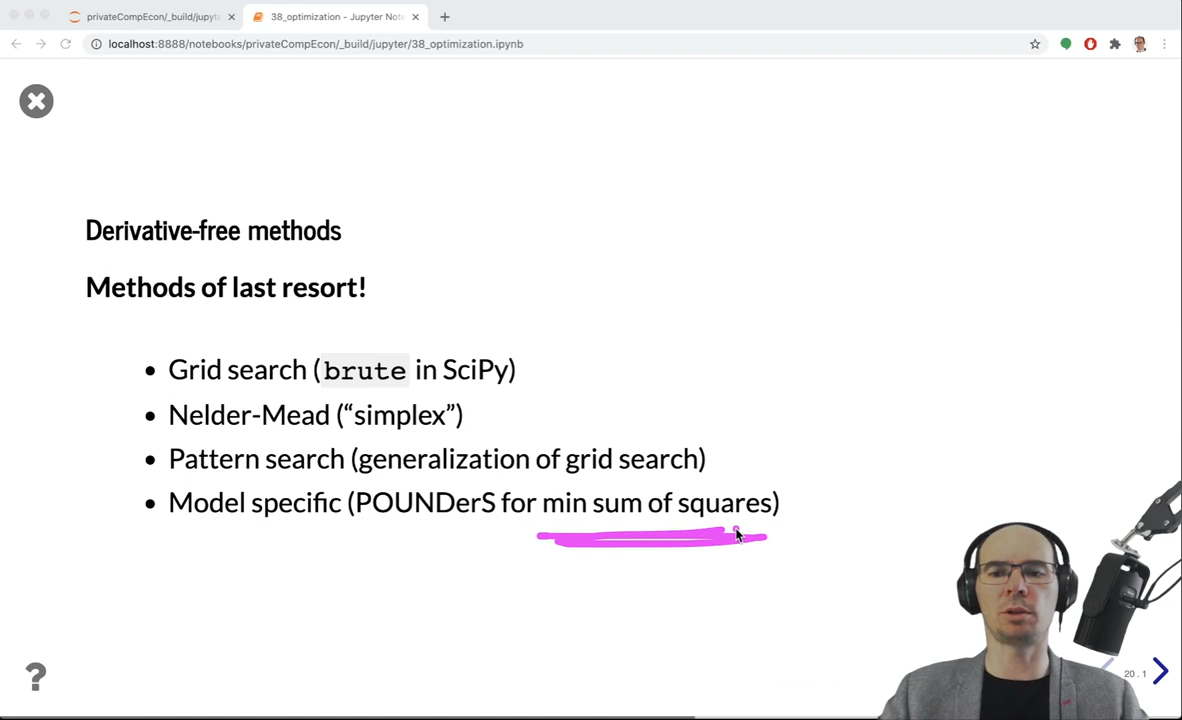 privateCompEcon/_build/jupyt
38_optimization - Jupyter Not
localhost:8888/notebooks/privateCompEcon/_build/jupyter/38_optimization.ipynb
Derivative-free methods
Methods of last resort!
• Grid search (brute in SciPy)
• Nelder-Mead (“simplex”)
• Pattern search (generalization of grid search)
• Model specific (POUNDerS for min sum of squares)
?
20 . 1